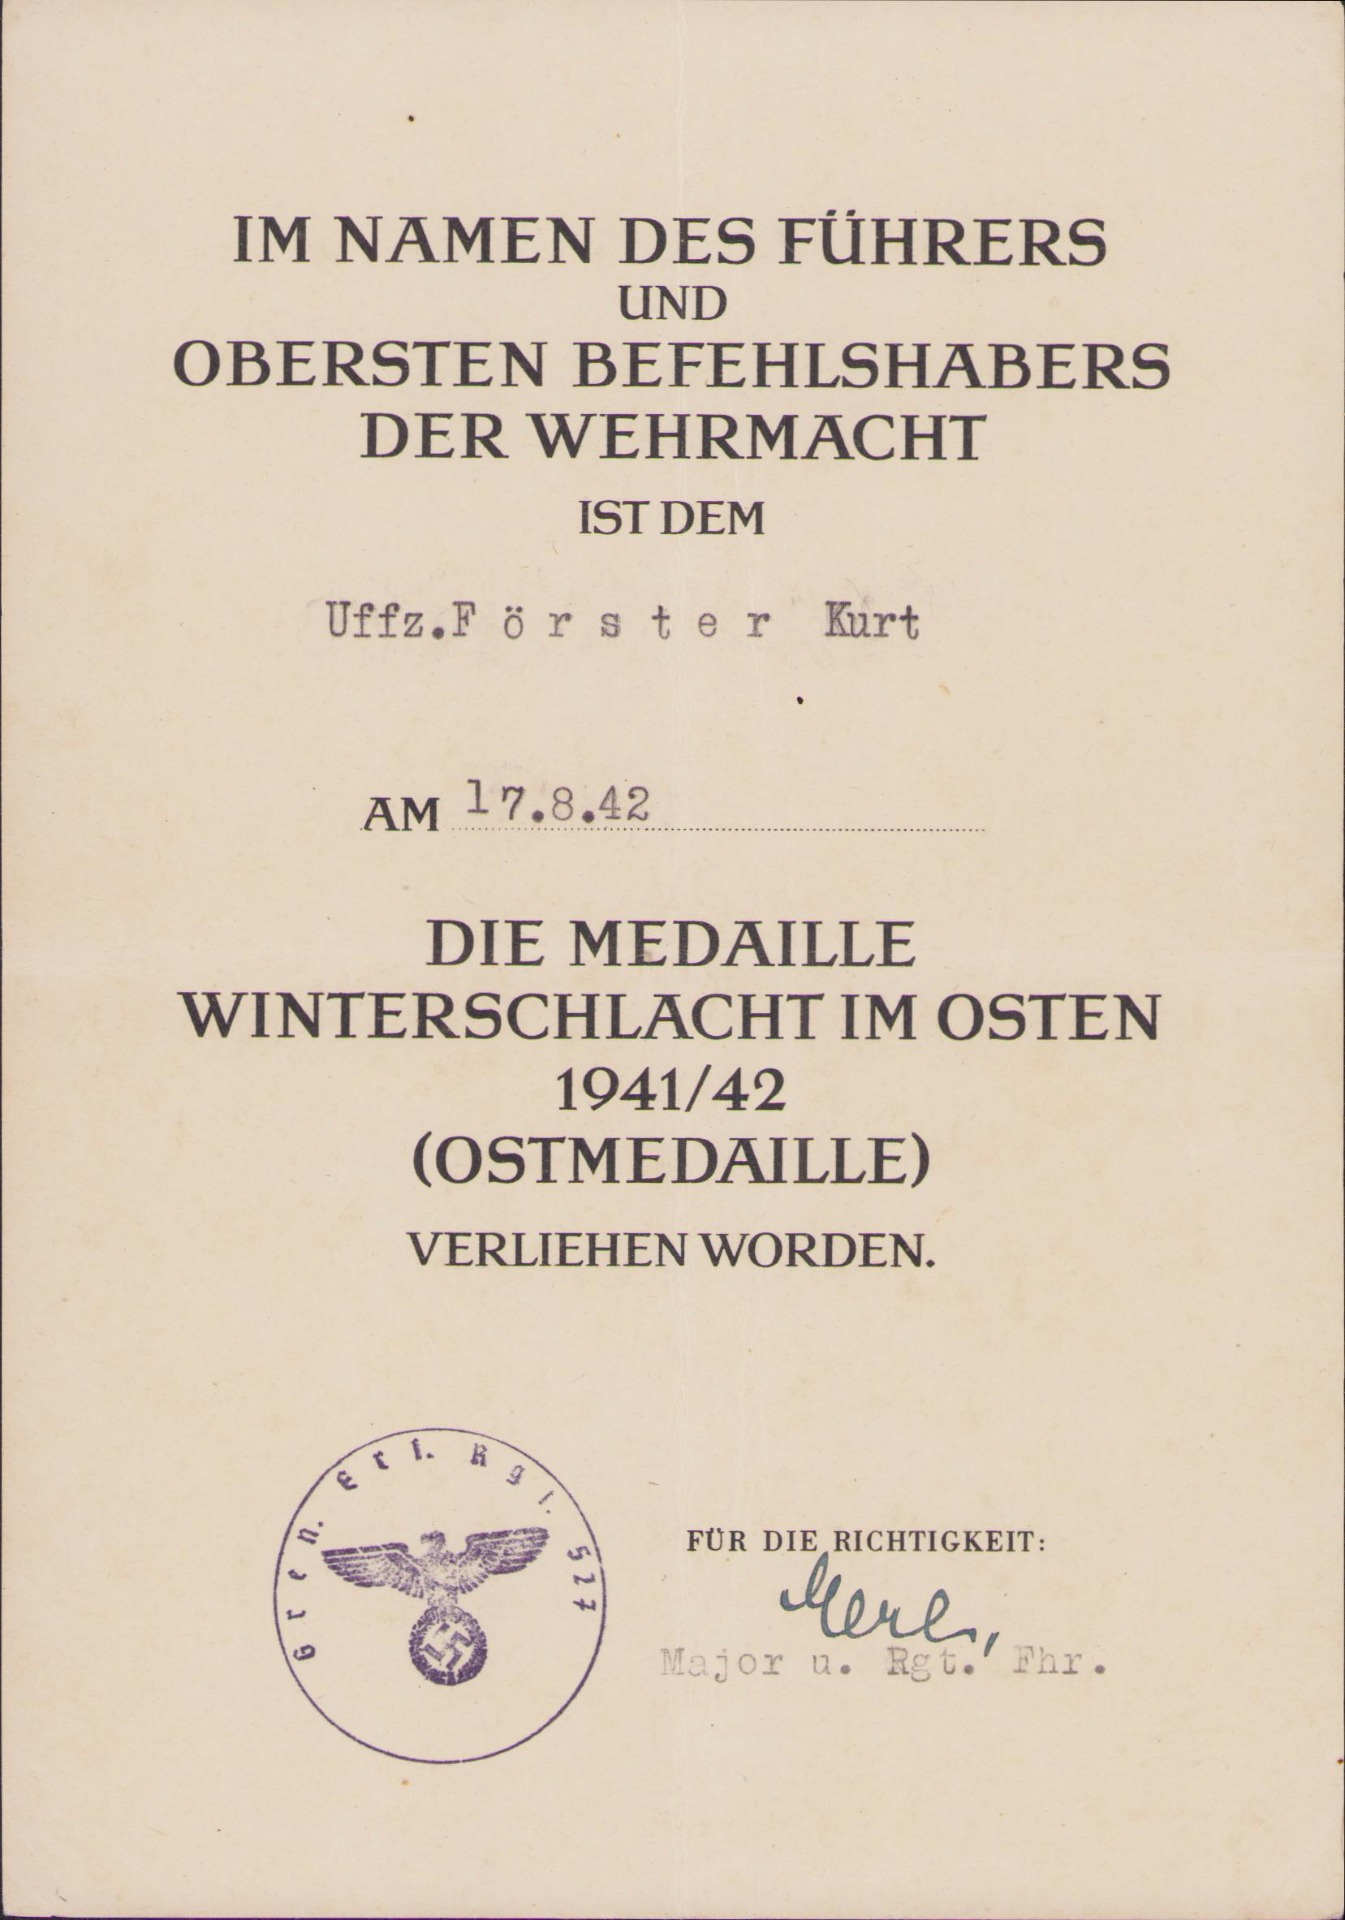 IM NAMEN DES FÜHRERS
UND
OBERSTEN BEFEHLSHABERS
DER WEHRMACHT
IST DEM
Uffz.F ö r s t e r Kurt
AM 17.8.42
DIE MEDAILLE
WINTERSCHLACHT IM OSTEN
1941/42
(OSTMEDAILLE)
VERLIEHEN WORDEN.
Gren. Ers. Rgt. 527
FÜR DIE RICHTIGKEIT:
Major u. Rgt. Fhr.